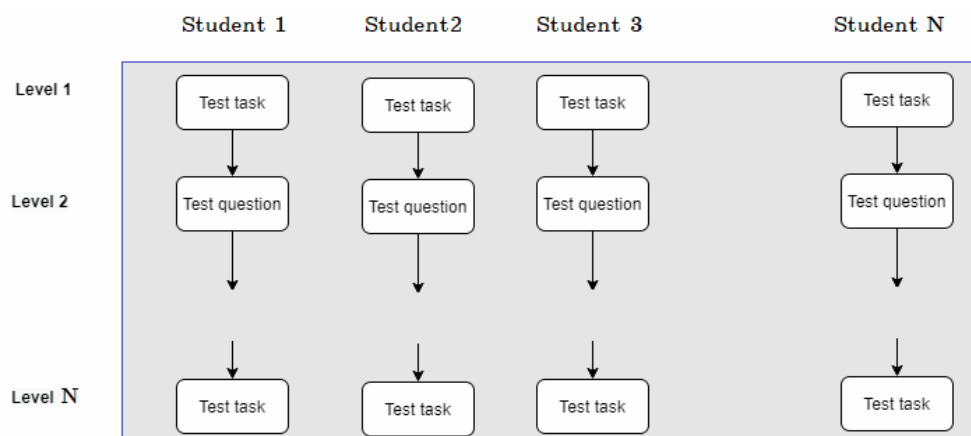 Student 1 Student2 Student 3 Student N
Level 1 Test task Test task Test task Test task
Level 2 Test question Test question Test question Test question
Level N Test task Test task Test task Test task